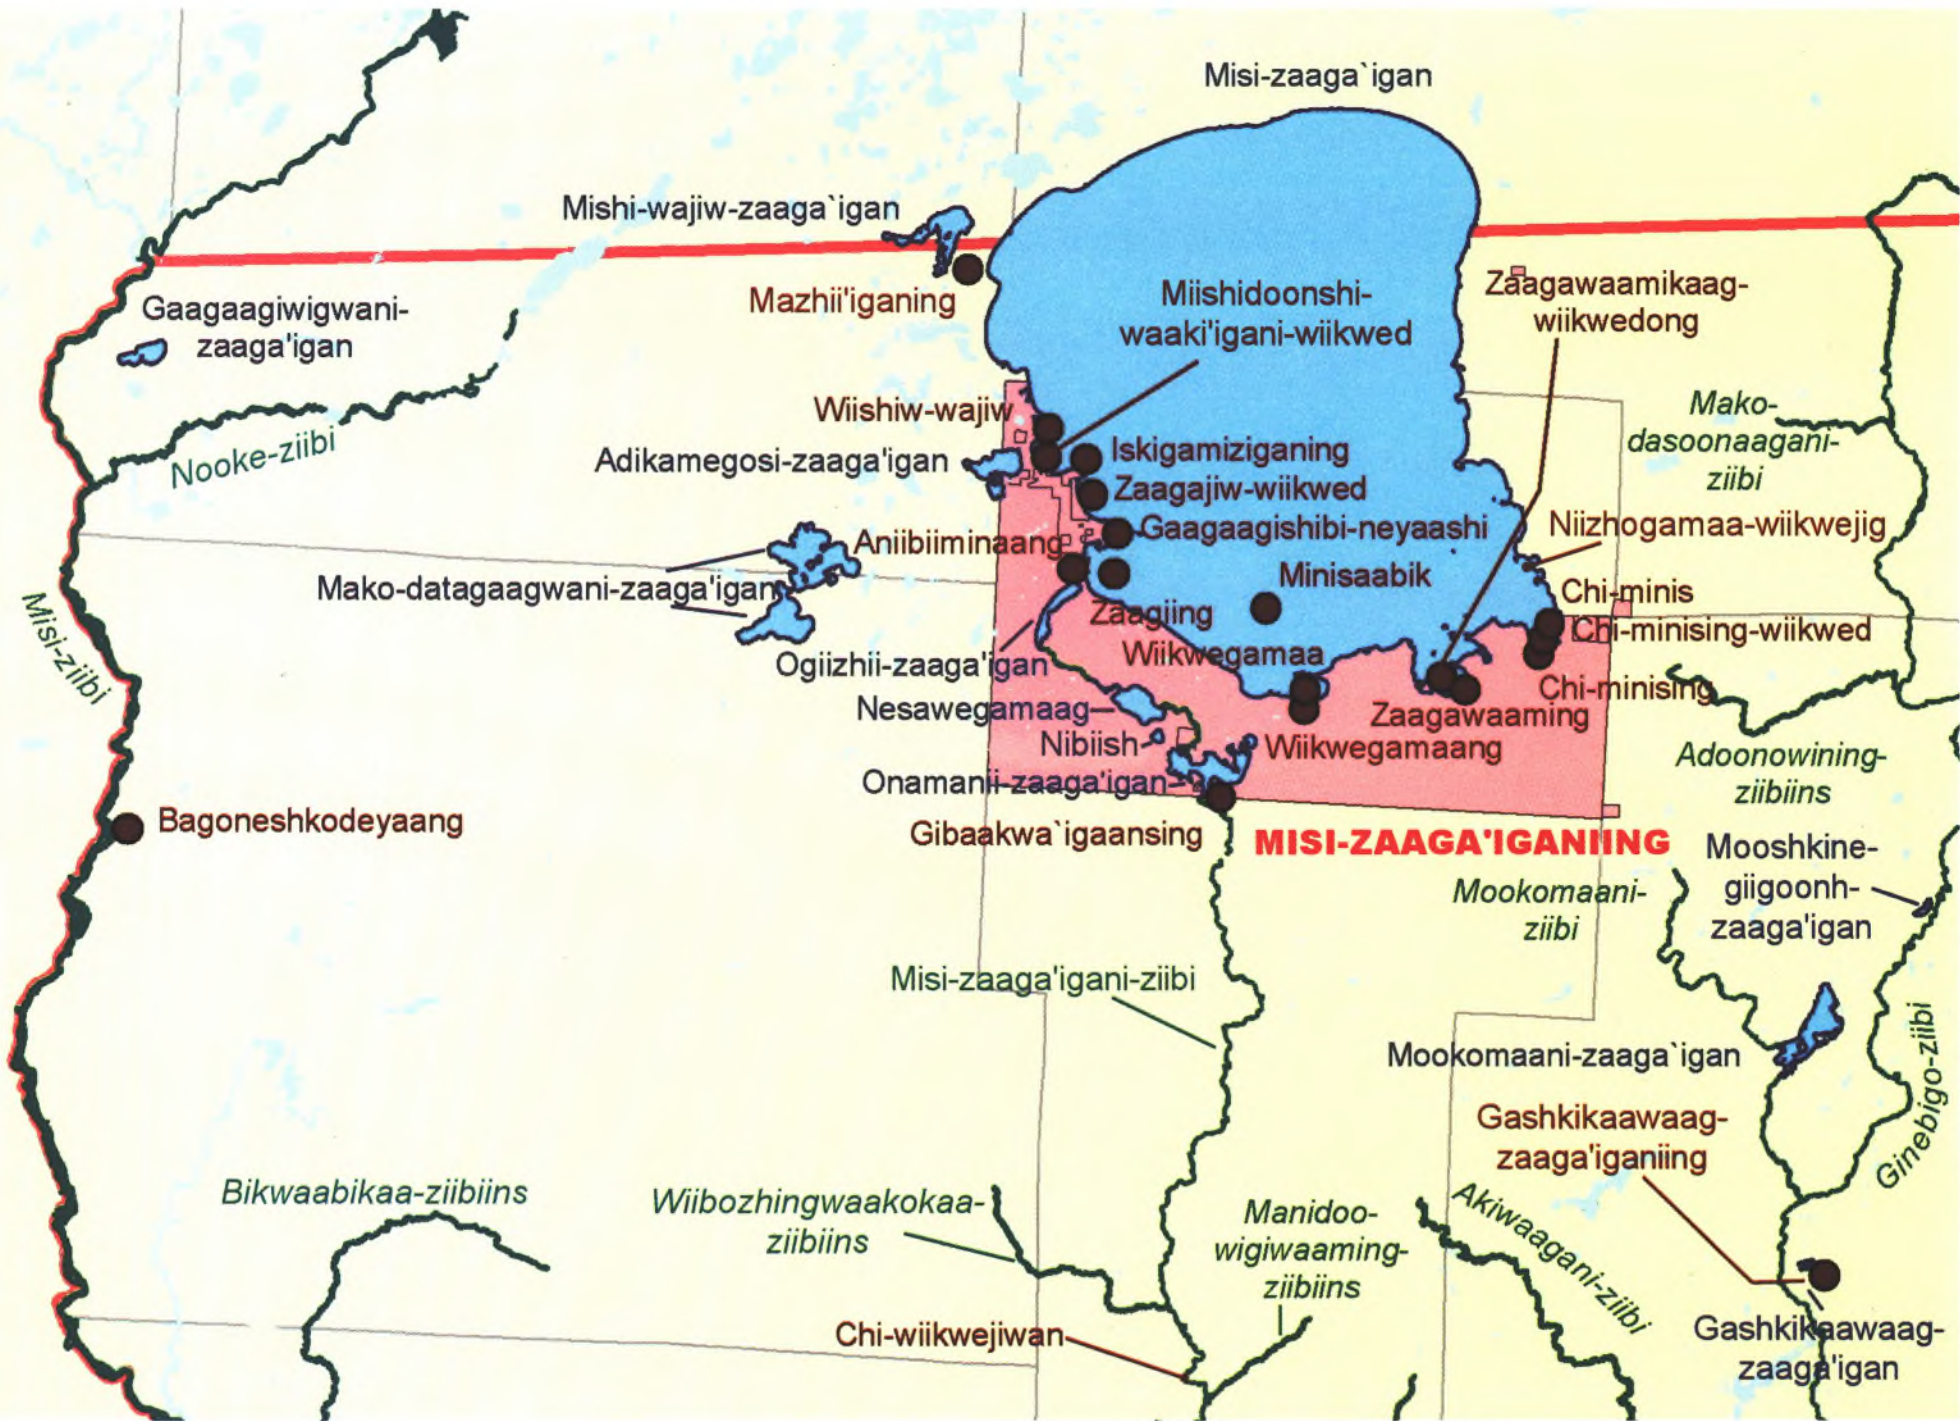 Misi-zaaga`igan
Mishi-wajiw-zaaga`igan
Mazhii'iganing
Gaagaagiwigwani-
zaaga'igan
Miishidoonshi-
waaki'igani-wiikwed
Zaagawaamikaag-
wiikwedong
Nooke-ziibi
Wiishiw-wajiw
Adikamegosi-zaaga'igan
Iskigamiziganing
Zaagajiw-wiikwed
Gaagaagishibi-neyaashi
Mako-
dasoonaagani-
ziibi
Niizhogamaa-wiikwejig
Aniibiiminaang
Mako-datagaagwani-zaaga'igan
Minisaabik
Chi-minis
Chi-minising-wiikwed
Chi-minising
Misi-ziibi
Zaagiing
Ogiizhii-zaaga'igan
Wiikwegamaa
Nesawegamaag
Zaagawaaming
Nibiish
Wiikwegamaang
Onamanii-zaaga'igan
Adoonowining-
ziibiins
Bagoneshkodeyaang
Gibaakwa`igaansing
MISI-ZAAGA'IGANIING
Mooshkine-
giigoonh-
zaaga'igan
Mookomaani-
ziibi
Misi-zaaga'igani-ziibi
Mookomaani-zaaga`igan
Ginebigo-ziibi
Gashkikaawaag-
zaaga'iganiing
Bikwaabikaa-ziibiins
Wiibozhingwaakokaa-
ziibiins
Manidoo-
wigiwaaming-
ziibiins
Akiwaagani-ziibi
Chi-wiikwejiwan
Gashkikaawaag-
zaaga'igan